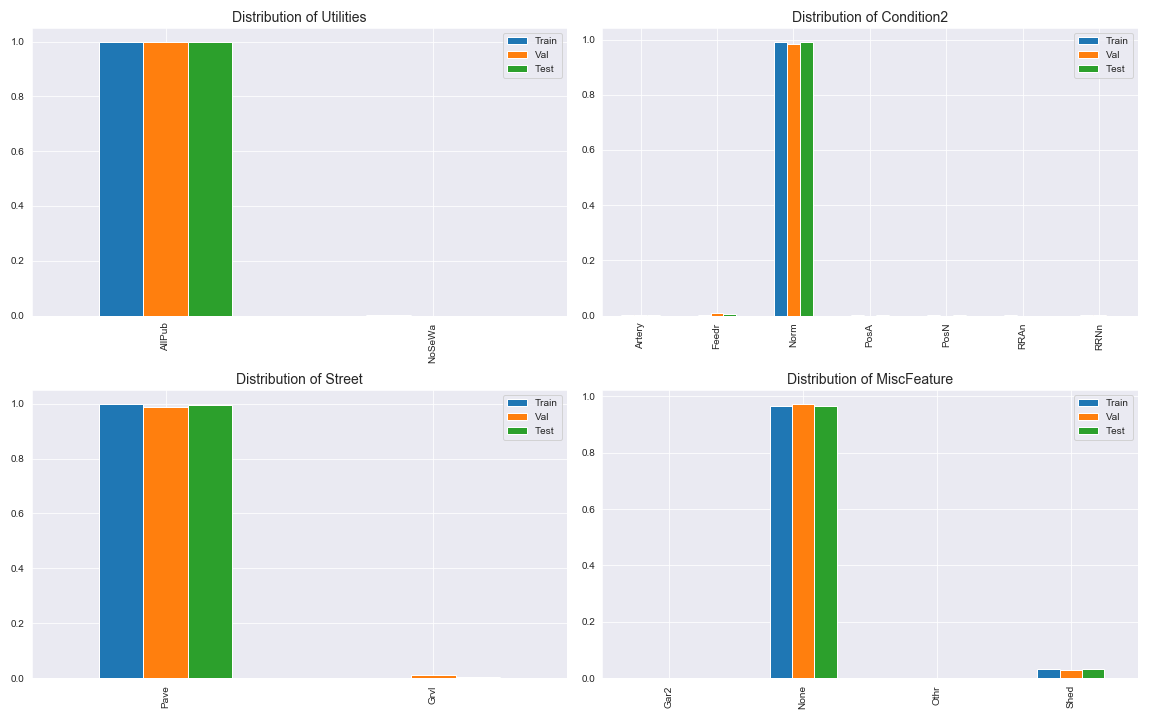 Distribution of Utilities
1.0
0.8
0.6
0.4
0.2
0.0
Train
Val
Test
AllPub
NoSeWa
Distribution of Condition2
1.0
0.8
0.6
0.4
0.2
0.0
Train
Val
Test
Artery
Feedr
Norm
PosA
PosN
RRAn
RRNn
Distribution of Street
1.0
0.8
0.6
0.4
0.2
0.0
Train
Val
Test
Pave
Grvl
Distribution of MiscFeature
1.0
0.8
0.6
0.4
0.2
0.0
Train
Val
Test
Gar2
None
Othr
Shed